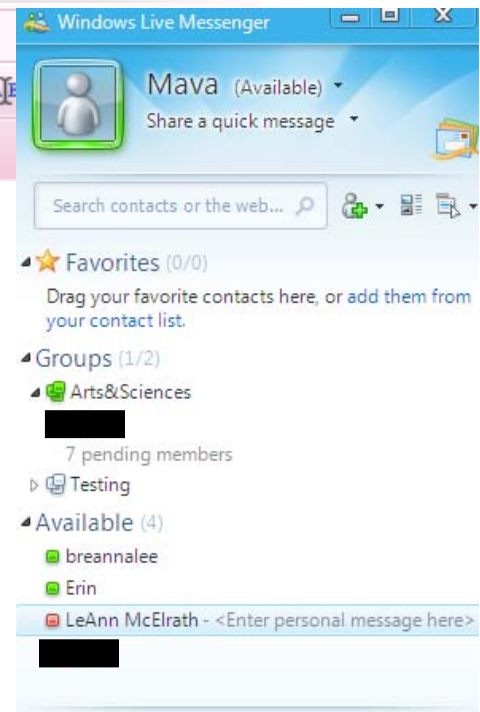 Windows Live Messenger
Mava (Available)
Share a quick message
Search contacts or the web...
Favorites (0/0)
Drag your favorite contacts here, or add them from
your contact list.
Groups (1/2)
Arts&Sciences
7 pending members
Testing
Available (4)
breannalee
Erin
LeAnn McElrath - <Enter personal message here>